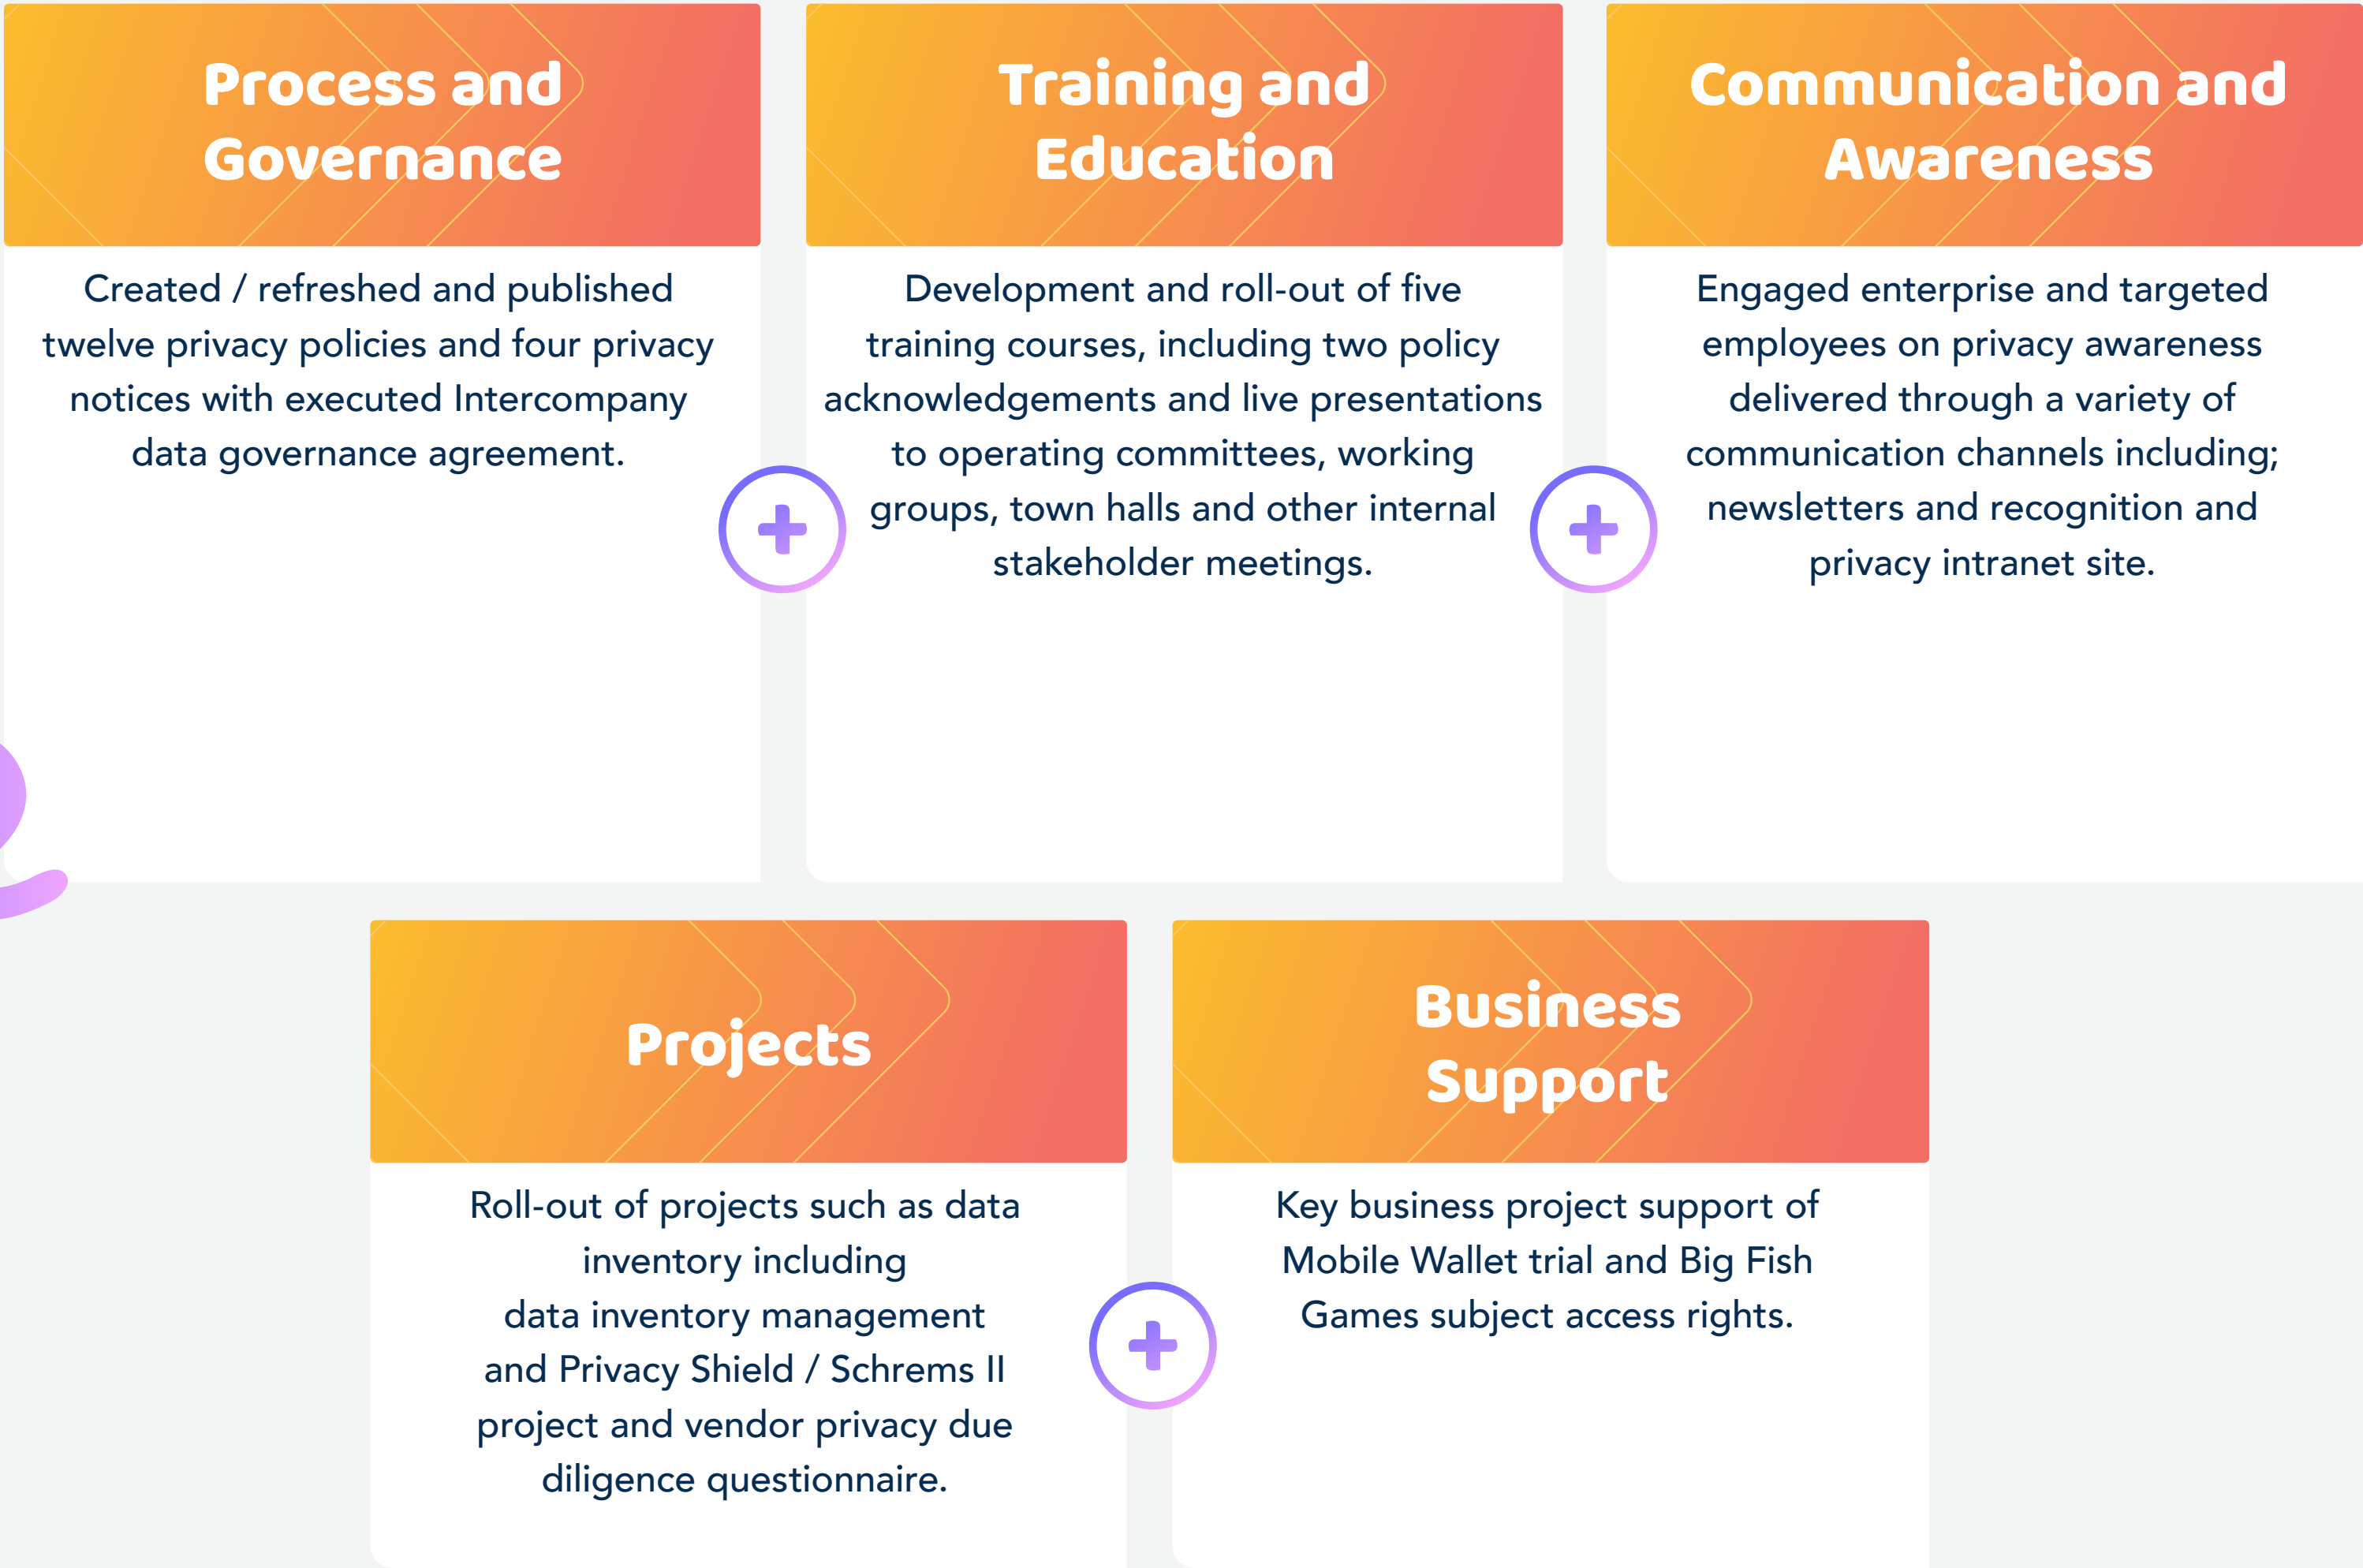 Process and
Governance
Created / refreshed and published
twelve privacy policies and four privacy
notices with executed Intercompany
data governance agreement.
Training and
Education
Development and roll-out of five
training courses, including two policy
acknowledgements and live presentations
to operating committees, working
groups, town halls and other internal
stakeholder meetings.
Communication and
Awareness
Engaged enterprise and targeted
employees on privacy awareness
delivered through a variety of
communication channels including;
newsletters and recognition and
privacy intranet site.
Projects
Roll-out of projects such as data
inventory including
data inventory management
and Privacy Shield / Schrems II
project and vendor privacy due
diligence questionnaire.
Business
Support
Key business project support of
Mobile Wallet trial and Big Fish
Games subject access rights.